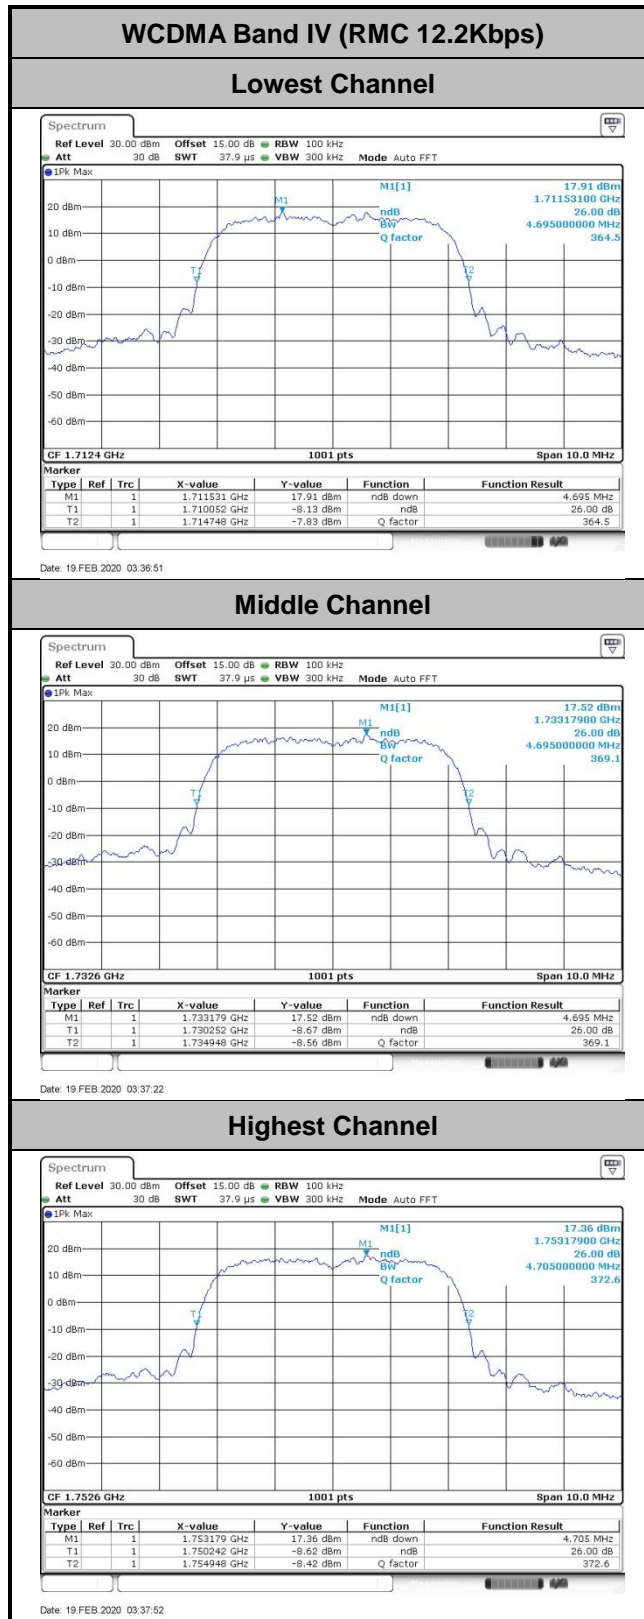 WCDMA Band IV (RMC 12.2Kbps)
Lowest Channel
Spectrum
Ref Level 30.00 dBm Offset 15.00 dB RBW 100 kHz
Att 30 dB SWT 37.9 µs VBW 300 kHz Mode Auto FFT
1Pk Max
M1[1] 17.91 dBm
1.71153100 GHz
M1
ndB 26.00 dB
Bw 4.695000000 MHz
Q factor 364.5
20 dBm
10 dBm
0 dBm
T1 T2
-10 dBm
-20 dBm
-30 dBm
-40 dBm
-50 dBm
-60 dBm
CF 1.7124 GHz 1001 pts Span 10.0 MHz
Marker
Type Ref Trc X-value Y-value Function Function Result
M1 1 1.711531 GHz 17.91 dBm ndB down 4.695 MHz
T1 1 1.710052 GHz -8.13 dBm ndB 26.00 dB
T2 1 1.714748 GHz -7.83 dBm Q factor 364.5
Date: 19.FEB.2020 03:36:51
Middle Channel
Spectrum
Ref Level 30.00 dBm Offset 15.00 dB RBW 100 kHz
Att 30 dB SWT 37.9 µs VBW 300 kHz Mode Auto FFT
1Pk Max
M1[1] 17.52 dBm
1.73317900 GHz
M1
ndB 26.00 dB
Bw 4.695000000 MHz
Q factor 369.1
20 dBm
10 dBm
0 dBm
T1 T2
-10 dBm
-20 dBm
-30 dBm
-40 dBm
-50 dBm
-60 dBm
CF 1.7326 GHz 1001 pts Span 10.0 MHz
Marker
Type Ref Trc X-value Y-value Function Function Result
M1 1 1.733179 GHz 17.52 dBm ndB down 4.695 MHz
T1 1 1.730252 GHz -8.67 dBm ndB 26.00 dB
T2 1 1.734948 GHz -8.56 dBm Q factor 369.1
Date: 19.FEB.2020 03:37:22
Highest Channel
Spectrum
Ref Level 30.00 dBm Offset 15.00 dB RBW 100 kHz
Att 30 dB SWT 37.9 µs VBW 300 kHz Mode Auto FFT
1Pk Max
M1[1] 17.36 dBm
1.75317900 GHz
M1
ndB 26.00 dB
Bw 4.705000000 MHz
Q factor 372.6
20 dBm
10 dBm
0 dBm
T1 T2
-10 dBm
-20 dBm
-30 dBm
-40 dBm
-50 dBm
-60 dBm
CF 1.7526 GHz 1001 pts Span 10.0 MHz
Marker
Type Ref Trc X-value Y-value Function Function Result
M1 1 1.753179 GHz 17.36 dBm ndB down 4.705 MHz
T1 1 1.750242 GHz -8.62 dBm ndB 26.00 dB
T2 1 1.754948 GHz -8.42 dBm Q factor 372.6
Date: 19.FEB.2020 03:37:52